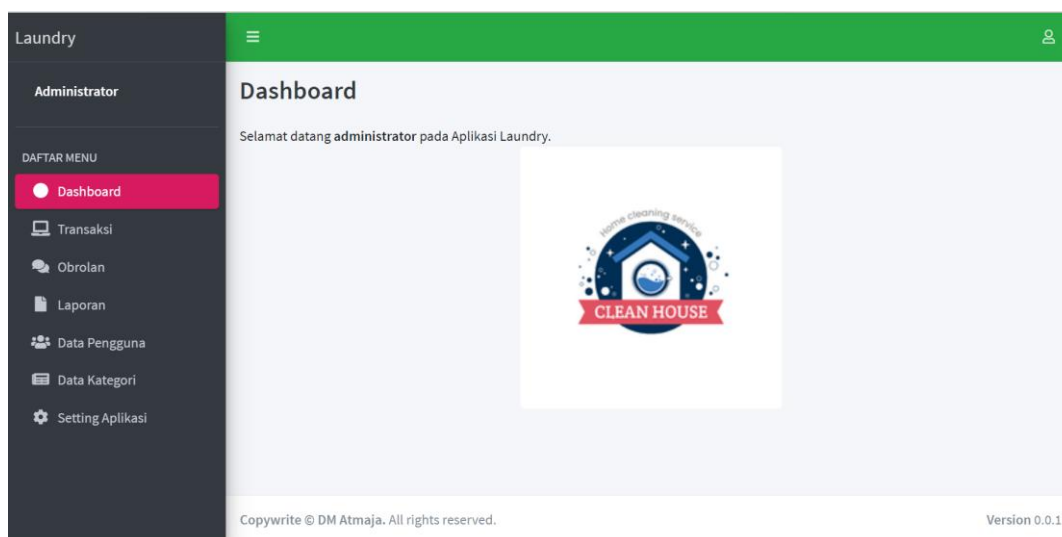 Laundry
Administrator
DAFTAR MENU
Dashboard
Transaksi
Obrolan
Laporan
Data Pengguna
Data Kategori
Setting Aplikasi
Dashboard
Selamat datang administrator pada Aplikasi Laundry.
Home cleaning service
CLEAN HOUSE
Copywrite © DM Atmaja. All rights reserved.
Version 0.0.1